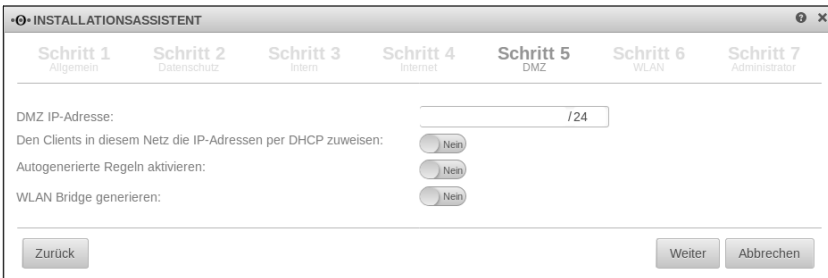 INSTALLATIONSASSISTENT
Schritt 1 Schritt 2 Schritt 3 Schritt 4 Schritt 5 Schritt 6 Schritt 7
Allgemein Datenschutz Intern Internet DMZ WLAN Administrator
DMZ IP-Adresse: /24
Den Clients in diesem Netz die IP-Adressen per DHCP zuweisen: Nein
Autogenerierte Regeln aktivieren: Nein
WLAN Bridge generieren: Nein
Zurück Weiter Abbrechen